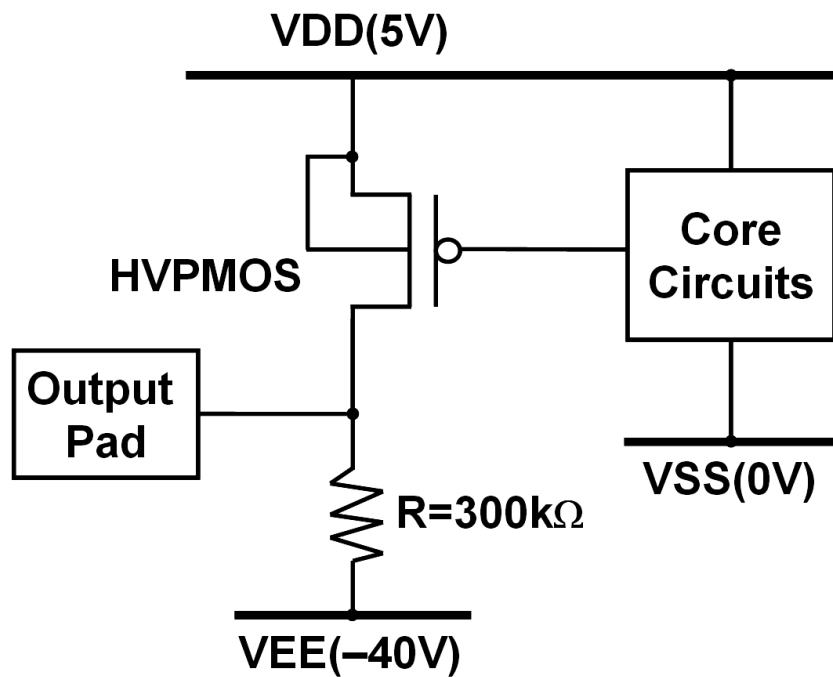 VDD(5V)
HVPMOS
Core
Circuits
Output
Pad
VSS(0V)
R=300kΩ
VEE(–40V)